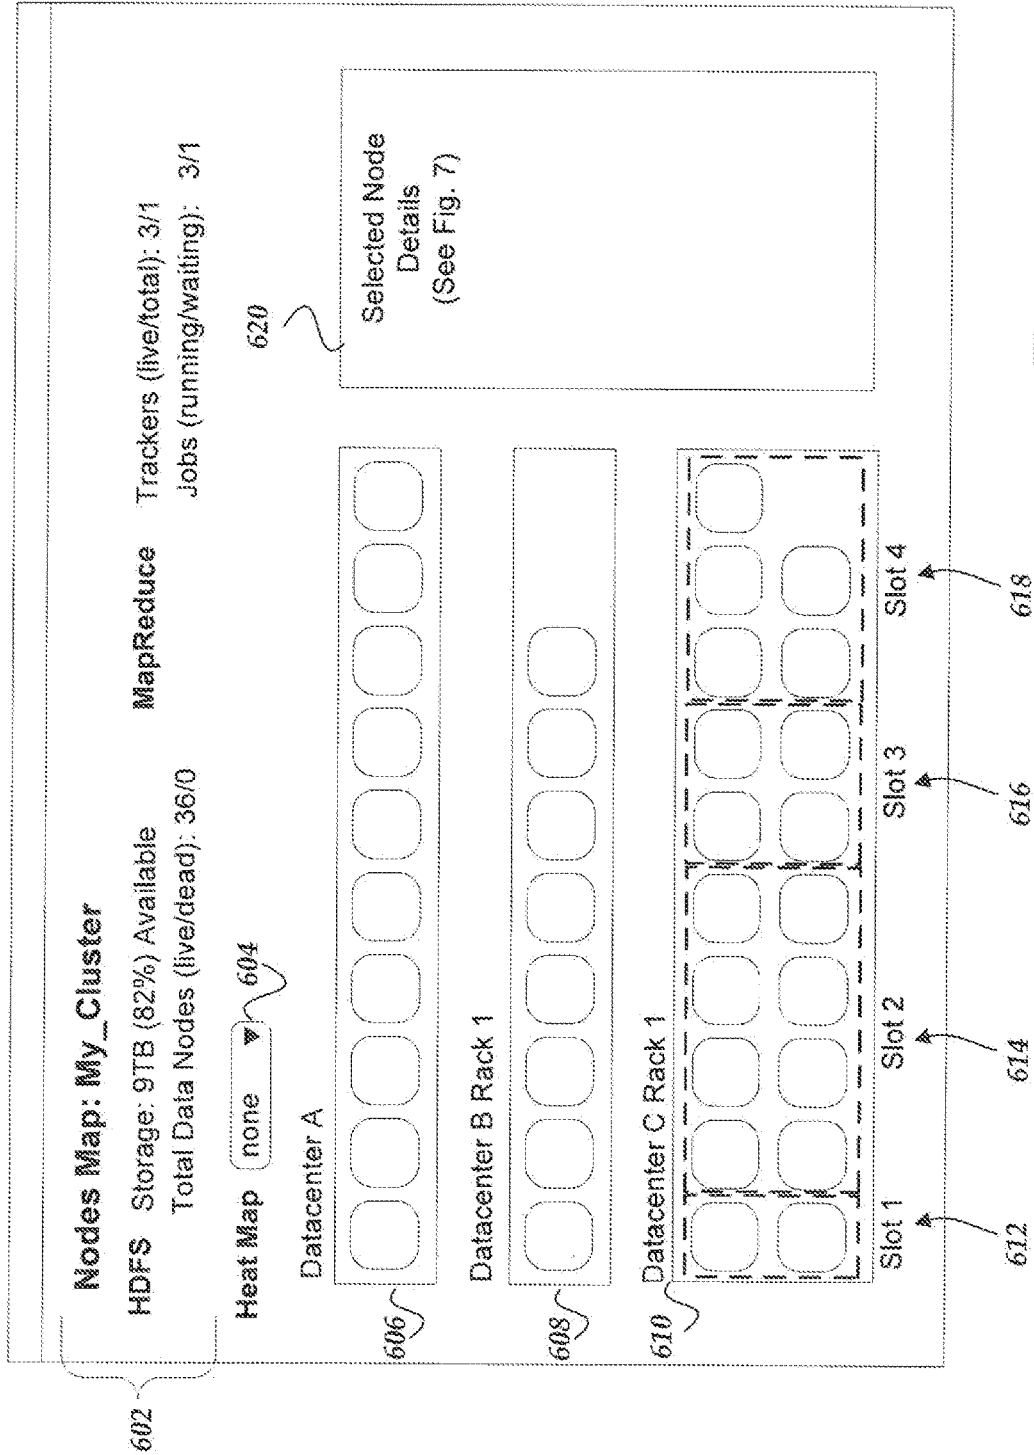 602
Nodes Map: My_Cluster
HDFS Storage: 9TB (82%) Available MapReduce Trackers (live/total): 3/1
Total Data Nodes (live/dead): 36/0 Jobs (running/waiting): 3/1
Heat Map none 604
620
Datacenter A
606
Selected Node
Details
(See Fig. 7)
Datacenter B Rack 1
608
Datacenter C Rack 1
610
Slot 1 Slot 2 Slot 3 Slot 4
612 614 616 618